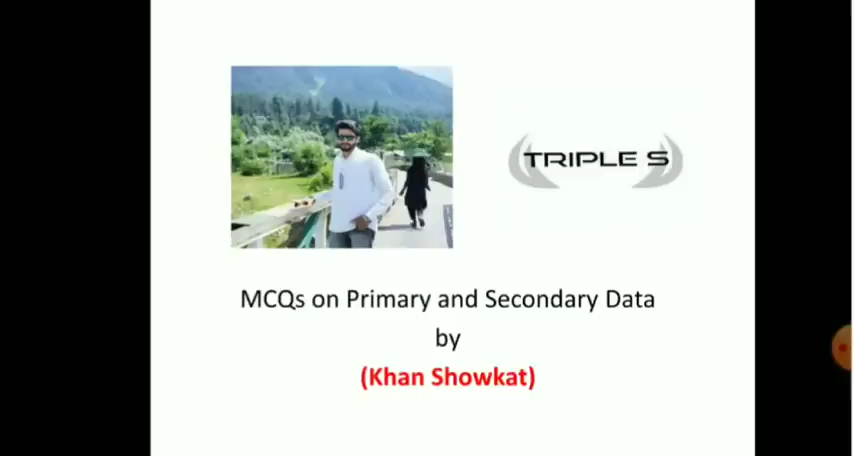 TRIPLE S
MCQs on Primary and Secondary Data
by
(Khan Showkat)